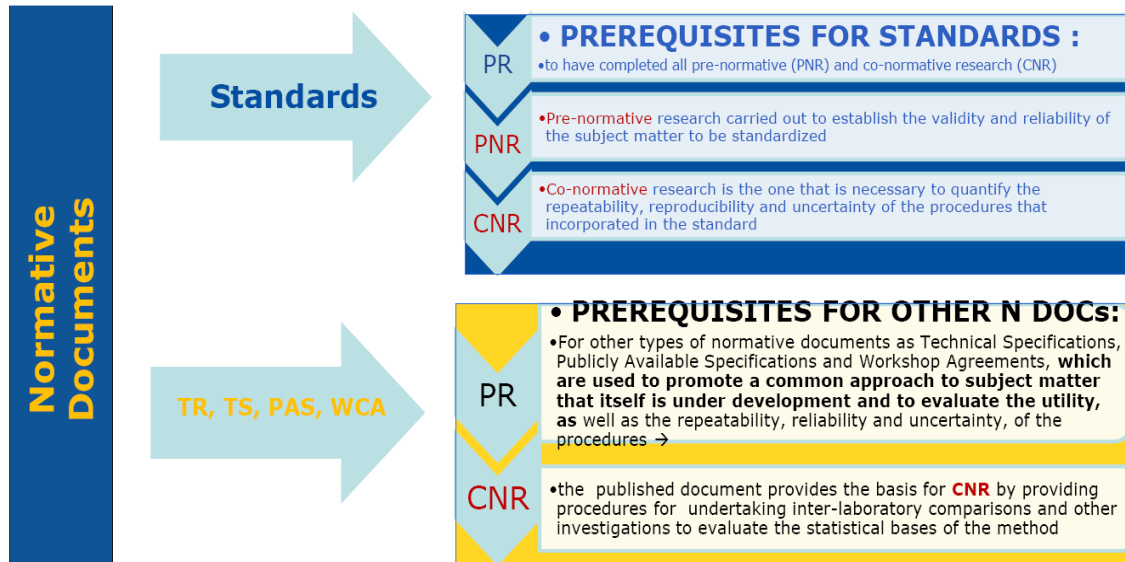 Normative
Documents
Standards
PR
• PREREQUISITES FOR STANDARDS :
•to have completed all pre-normative (PNR) and co-normative research (CNR)
PNR
•Pre-normative research carried out to establish the validity and reliability of
the subject matter to be standardized
CNR
•Co-normative research is the one that is necessary to quantify the
repeatability, reproducibility and uncertainty of the procedures that
incorporated in the standard
TR, TS, PAS, WCA
PR
• PREREQUISITES FOR OTHER N DOCs:
•For other types of normative documents as Technical Specifications,
Publicly Available Specifications and Workshop Agreements, which
are used to promote a common approach to subject matter
that itself is under development and to evaluate the utility,
as well as the repeatability, reliability and uncertainty, of the
procedures →
CNR
•the published document provides the basis for CNR by providing
procedures for undertaking inter-laboratory comparisons and other
investigations to evaluate the statistical bases of the method